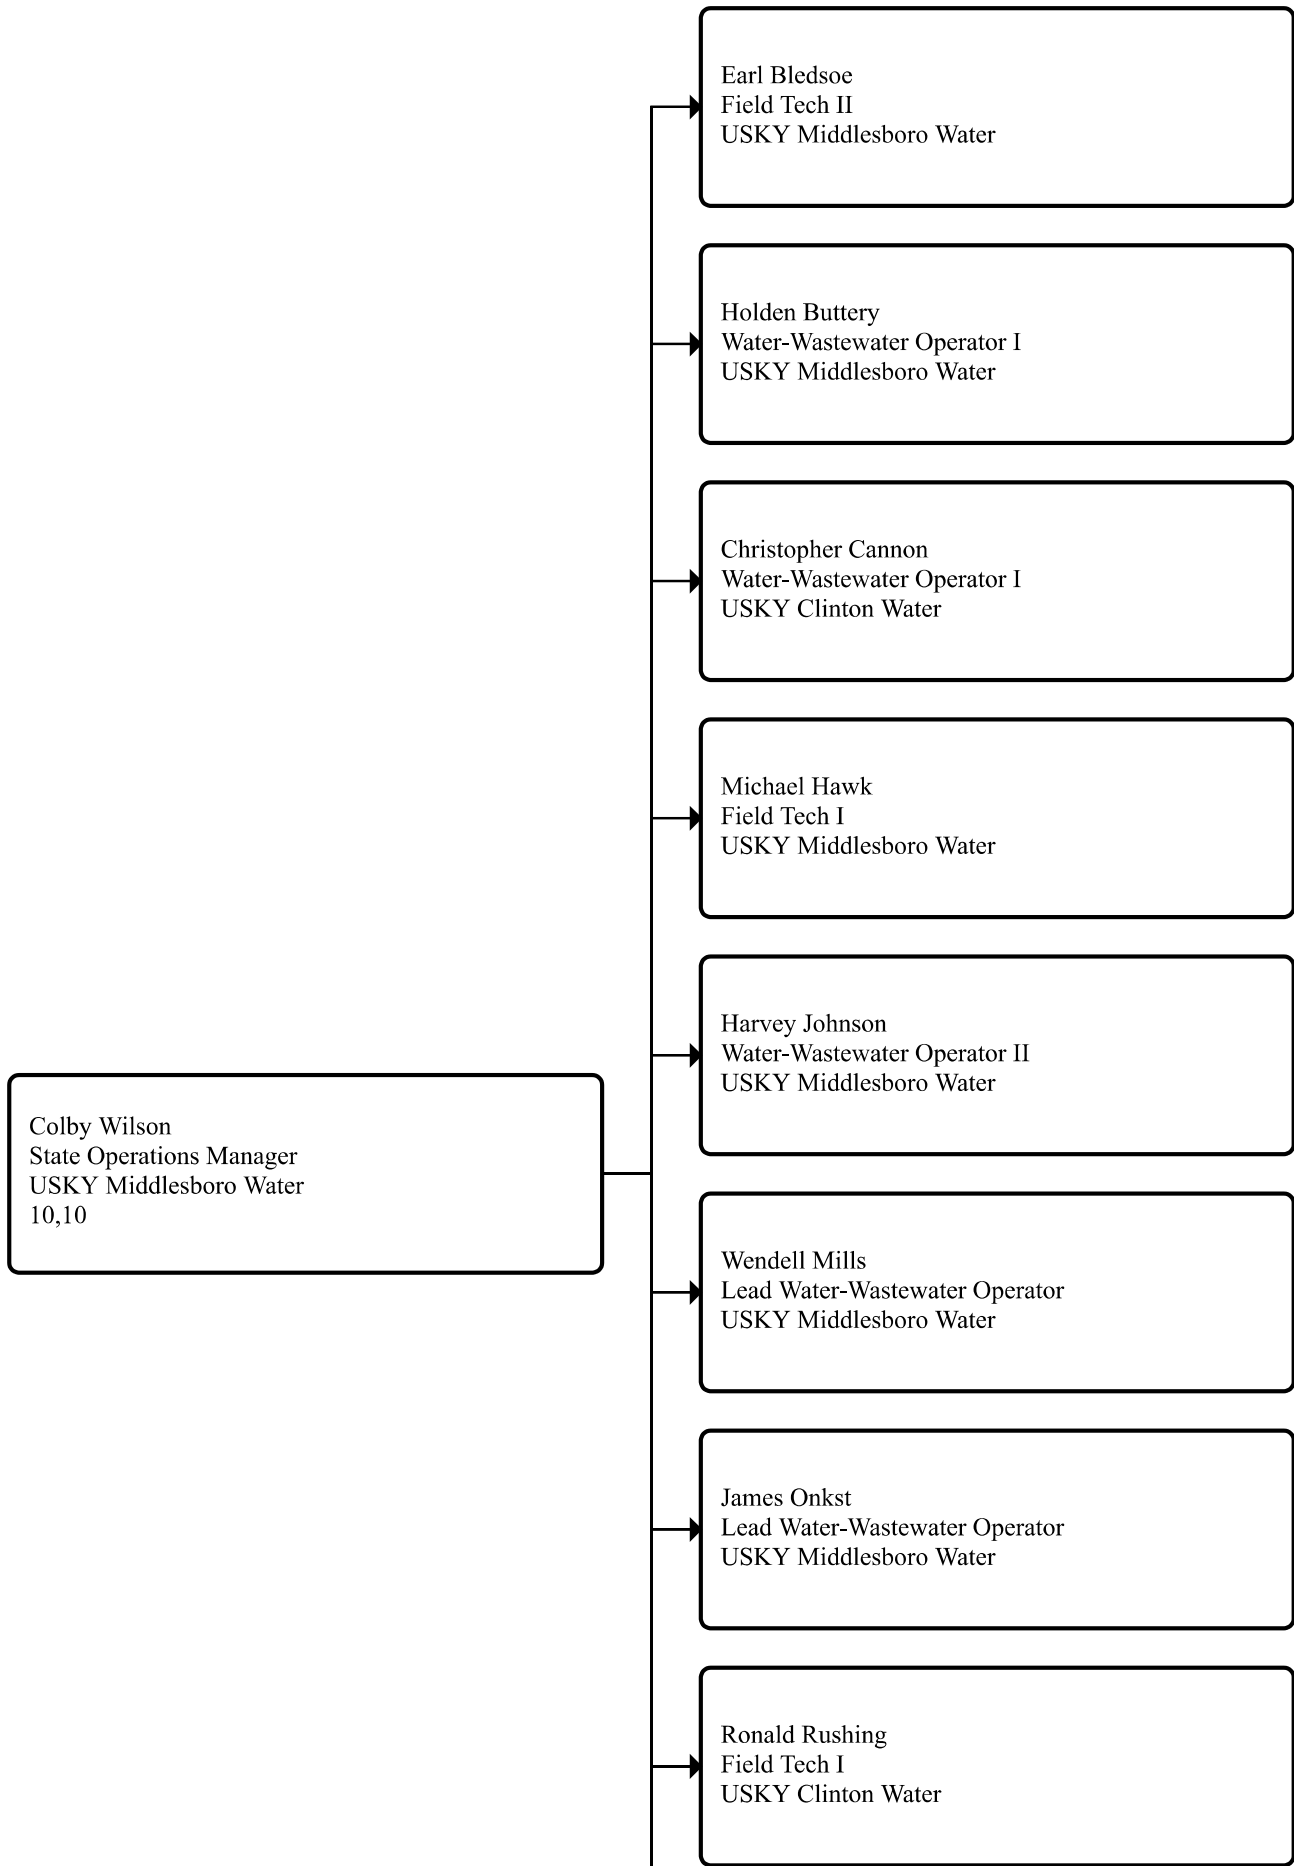 Earl Bledsoe
Field Tech II
USKY Middlesboro Water
Holden Buttery
Water-Wastewater Operator I
USKY Middlesboro Water
Christopher Cannon
Water-Wastewater Operator I
USKY Clinton Water
Michael Hawk
Field Tech I
USKY Middlesboro Water
Harvey Johnson
Water-Wastewater Operator II
USKY Middlesboro Water
Colby Wilson
State Operations Manager
USKY Middlesboro Water
10,10
Wendell Mills
Lead Water-Wastewater Operator
USKY Middlesboro Water
James Onkst
Lead Water-Wastewater Operator
USKY Middlesboro Water
Ronald Rushing
Field Tech I
USKY Clinton Water